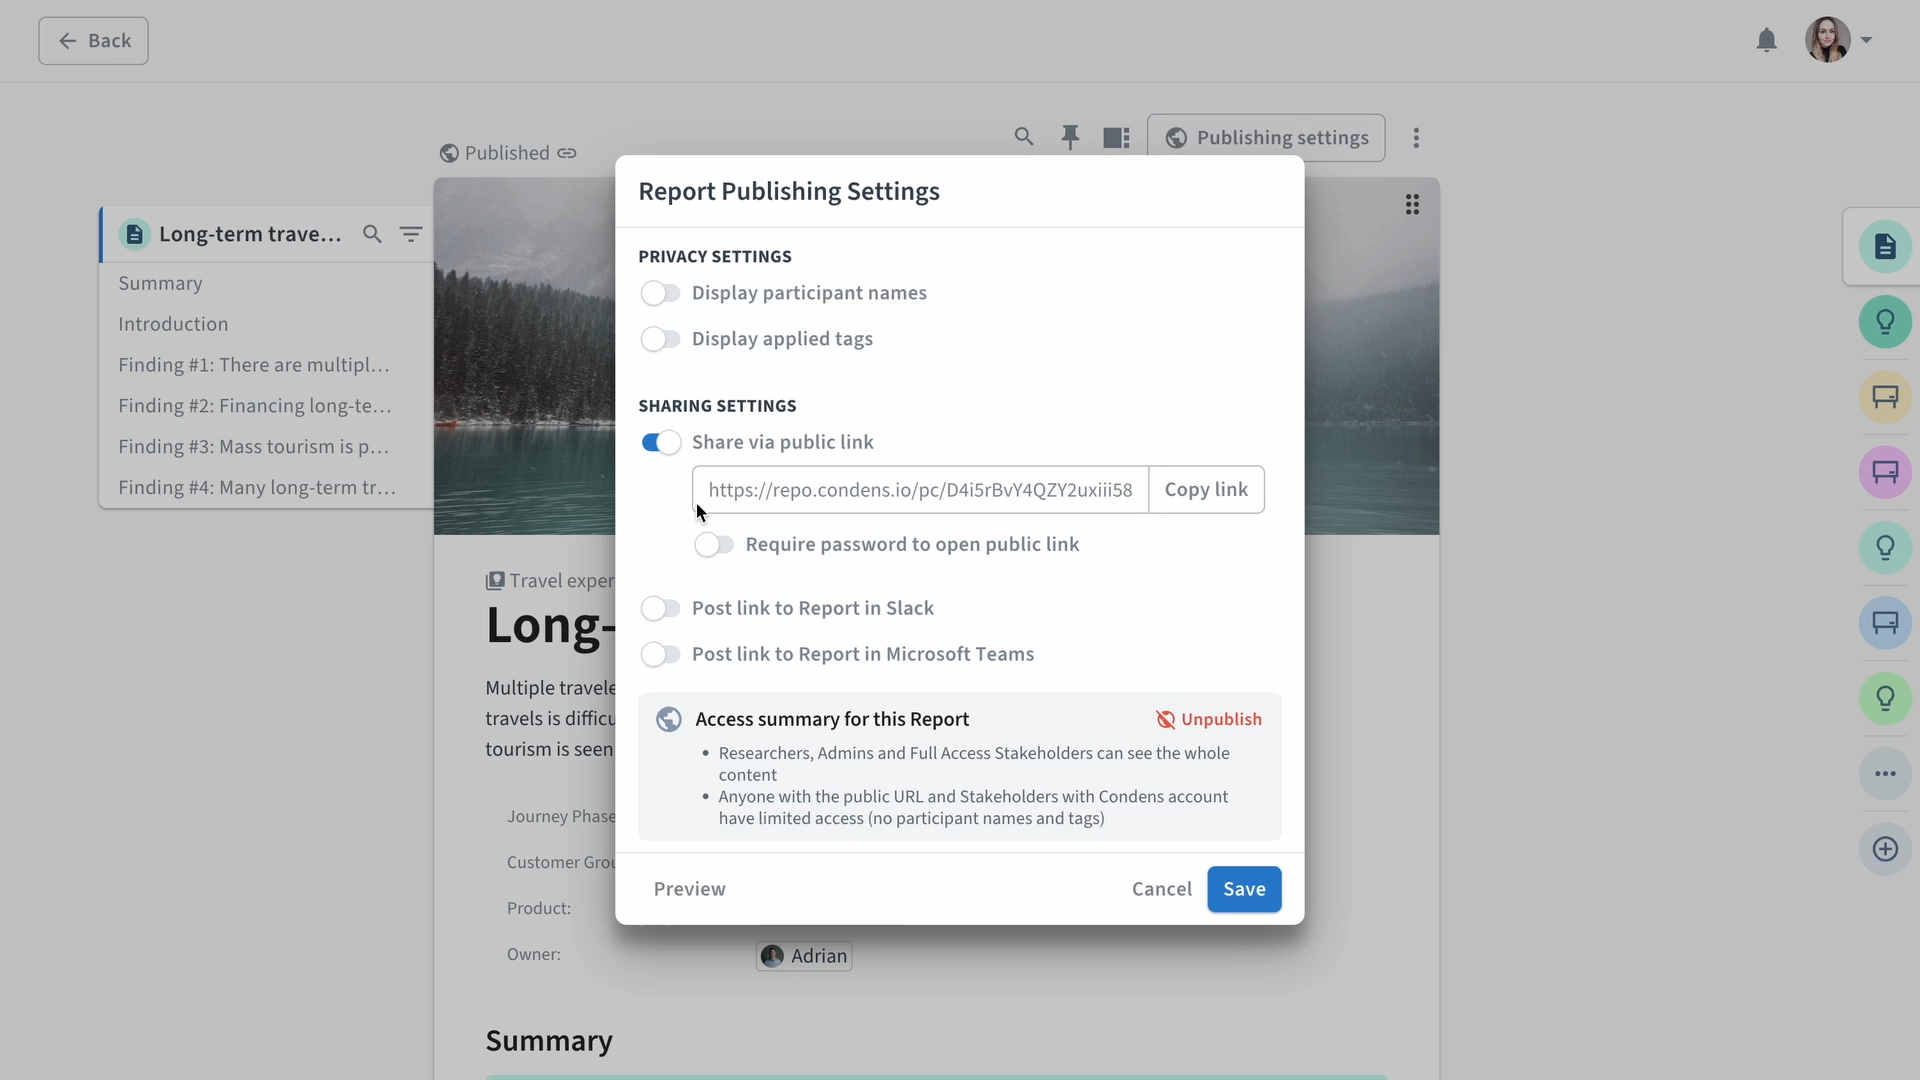 Back
Published
Publishing settings
Long-term trave...
Summary
Introduction
Finding #1: There are multipl...
Finding #2: Financing long-te...
Finding #3: Mass tourism is p...
Finding #4: Many long-term tr...
Report Publishing Settings
PRIVACY SETTINGS
Display participant names
Display applied tags
SHARING SETTINGS
Share via public link
https://repo.condens.io/pc/D4i5rBvY4QZY2uxiii58
Copy link
Require password to open public link
Post link to Report in Slack
Post link to Report in Microsoft Teams
Access summary for this Report
Unpublish
• Researchers, Admins and Full Access Stakeholders can see the whole
content
• Anyone with the public URL and Stakeholders with Condens account
have limited access (no participant names and tags)
Preview
Cancel
Save
Travel exper
Long-
Multiple travele
travels is difficu
tourism is seen
Journey Phase
Customer Grou
Product:
Owner:
Adrian
Summary